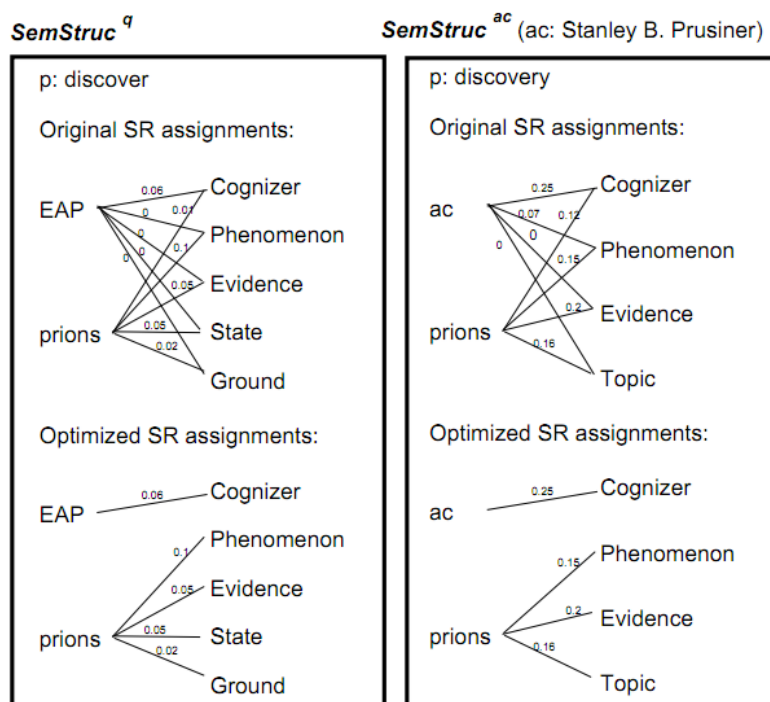 SemStruc q
p: discover
Original SR assignments:
EAP
prions
0.06
0
0.01
0
0.1
0
0
0.05
0.05
0.02
Cognizer
Phenomenon
Evidence
State
Ground
Optimized SR assignments:
EAP
prions
0.06
0.1
0.05
0.05
0.02
Cognizer
Phenomenon
Evidence
State
Ground
SemStruc ac (ac: Stanley B. Prusiner)
p: discovery
Original SR assignments:
ac
prions
0.25
0.07
0.12
0
0
0.15
0.2
0.16
Cognizer
Phenomenon
Evidence
Topic
Optimized SR assignments:
ac
prions
0.25
0.15
0.2
0.16
Cognizer
Phenomenon
Evidence
Topic